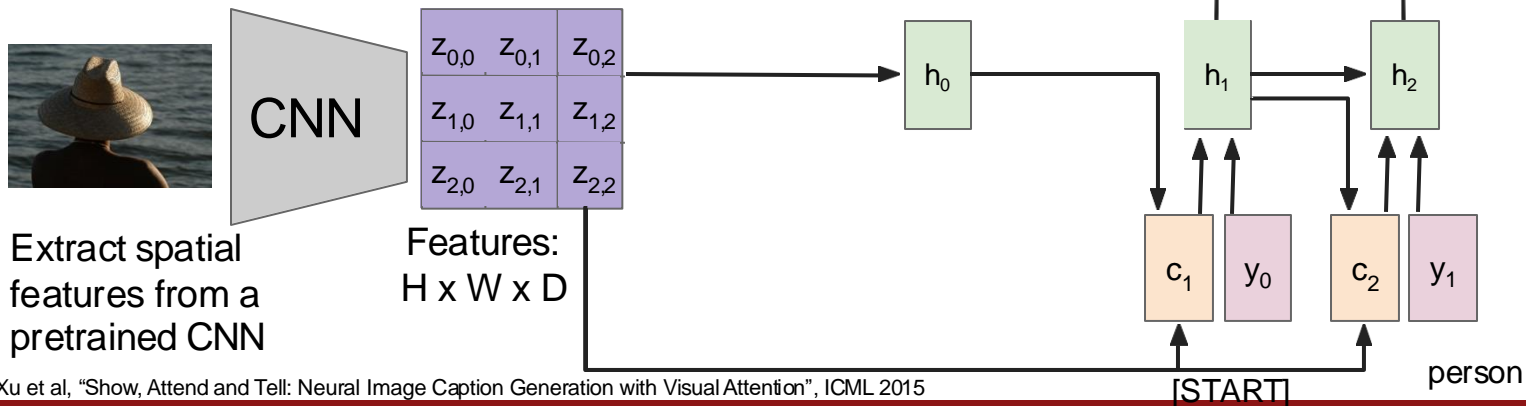 CNN
z0,0 z0,1 z0,2
z1,0 z1,1 z1,2
z2,0 z2,1 z2,2
h0
h1
h2
Extract spatial
features from a
pretrained CNN
Features:
H x W x D
c1
y0
c2
y1
[START]
person
Xu et al, “Show, Attend and Tell: Neural Image Caption Generation with Visual Attention”, ICML 2015